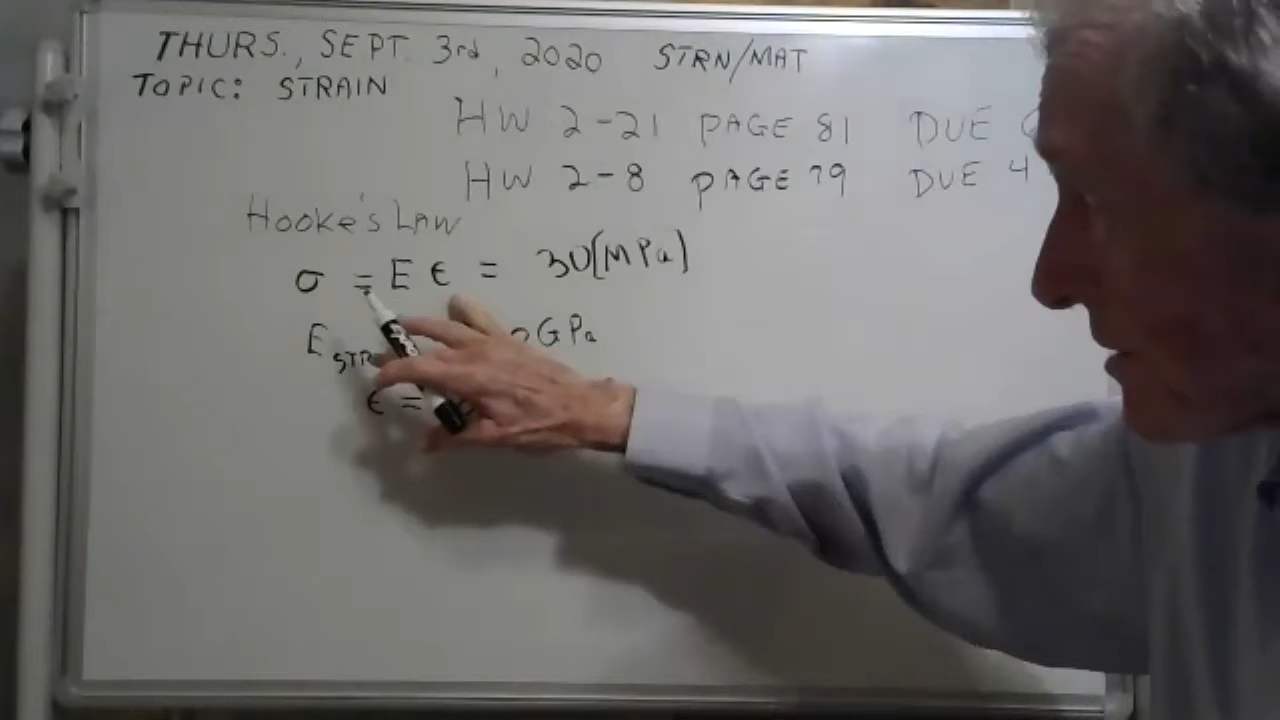 THURS., SEPT. 3rd, 2020 STRN/MAT
TOPIC: STRAIN
HW 2-21 PAGE 81 DUE
HW 2-8 PAGE 79 DUE 4
Hooke's LAW
σ = E ϵ = 30[MPa]
E STR GPa
ϵ =